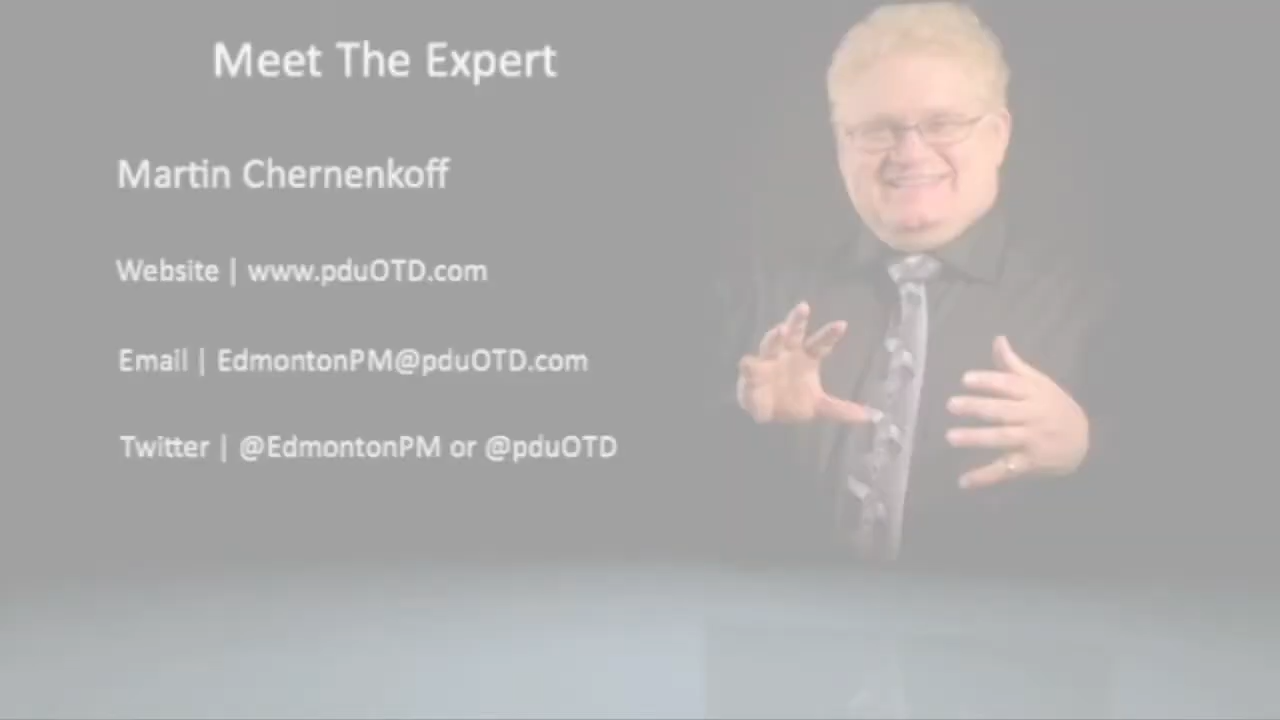 Meet The Expert
Martin Chernenkoff
Website | www.pduOTD.com
Email | EdmontonPM@pduOTD.com
Twitter | @EdmontonPM or @pduOTD